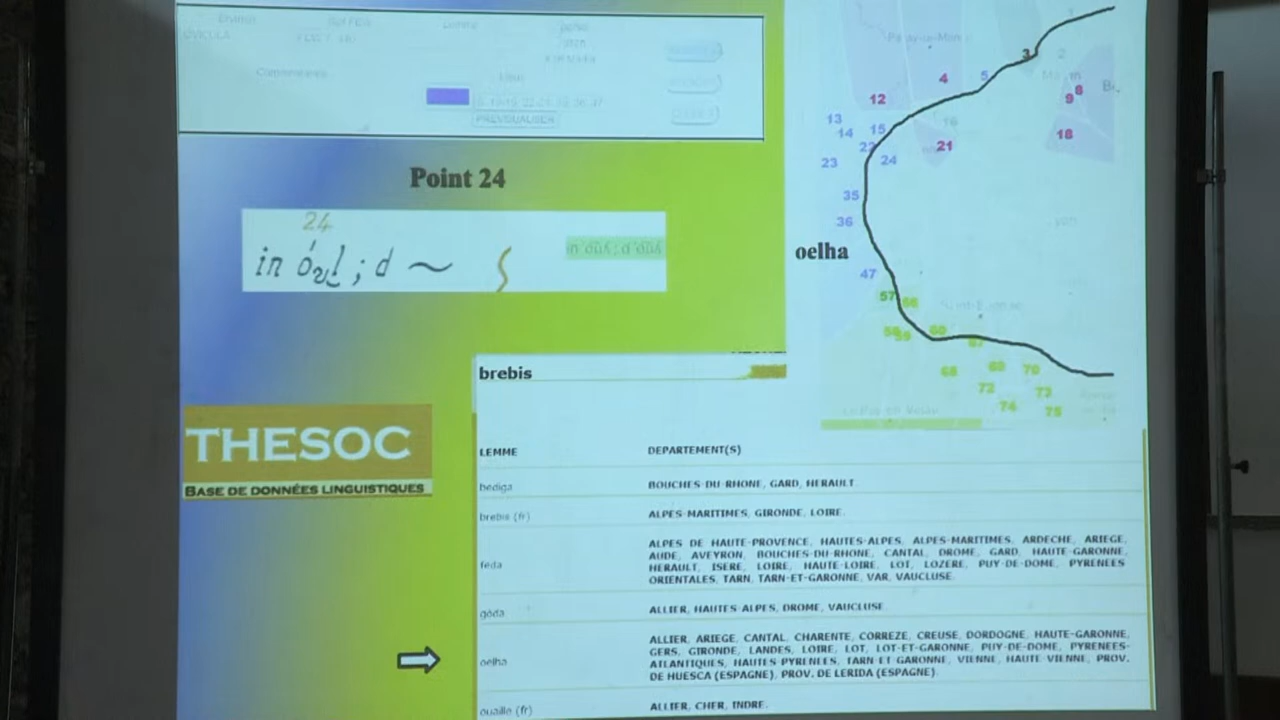 OVICULA
PREVISUALISER
Point 24
24
brebis
THESOC
BASE DE DONNÉES LINGUISTIQUES
LEMME DEPARTEMENT(S)
bediga BOUCHES-DU-RHONE, GARD, HERAULT.
brebis (fr) ALPES-MARITIMES, GIRONDE, LOIRE.
feda ALPES DE HAUTE-PROVENCE, HAUTES-ALPES, ALPES-MARITIMES, ARDECHE, ARIEGE,
AUDE, AVEYRON, BOUCHES-DU-RHONE, CANTAL, DROME, GARD, HAUTE-GARONNE,
HERAULT, ISERE, LOIRE, HAUTE-LOIRE, LOT, LOZERE, PUY-DE-DOME, PYRENEES
ORIENTALES, TARN, TARN-ET-GARONNE, VAR, VAUCLUSE.
gòda ALLIER, HAUTES-ALPES, DROME, VAUCLUSE
oelha ALLIER, ARIEGE, CANTAL, CHARENTE, CORREZE, CREUSE, DORDOGNE, HAUTE-GARONNE,
GERS, GIRONDE, LANDES, LOIRE, LOT, LOT-ET-GARONNE, PUY-DE-DOME, PYRENEES-
ATLANTIQUES, HAUTES PYRENEES, TARN-ET-GARONNE, VIENNE, HAUTE-VIENNE, PROV.
DE HUESCA (ESPAGNE), PROV. DE LERIDA (ESPAGNE).
ouaille (fr) ALLIER, CHER, INDRE.
3
2
4 5
12 9 8
13
14 15 16 18
21
23 24
35
36
oelha
47
57
59 60
68 69 70
72 73
74 75